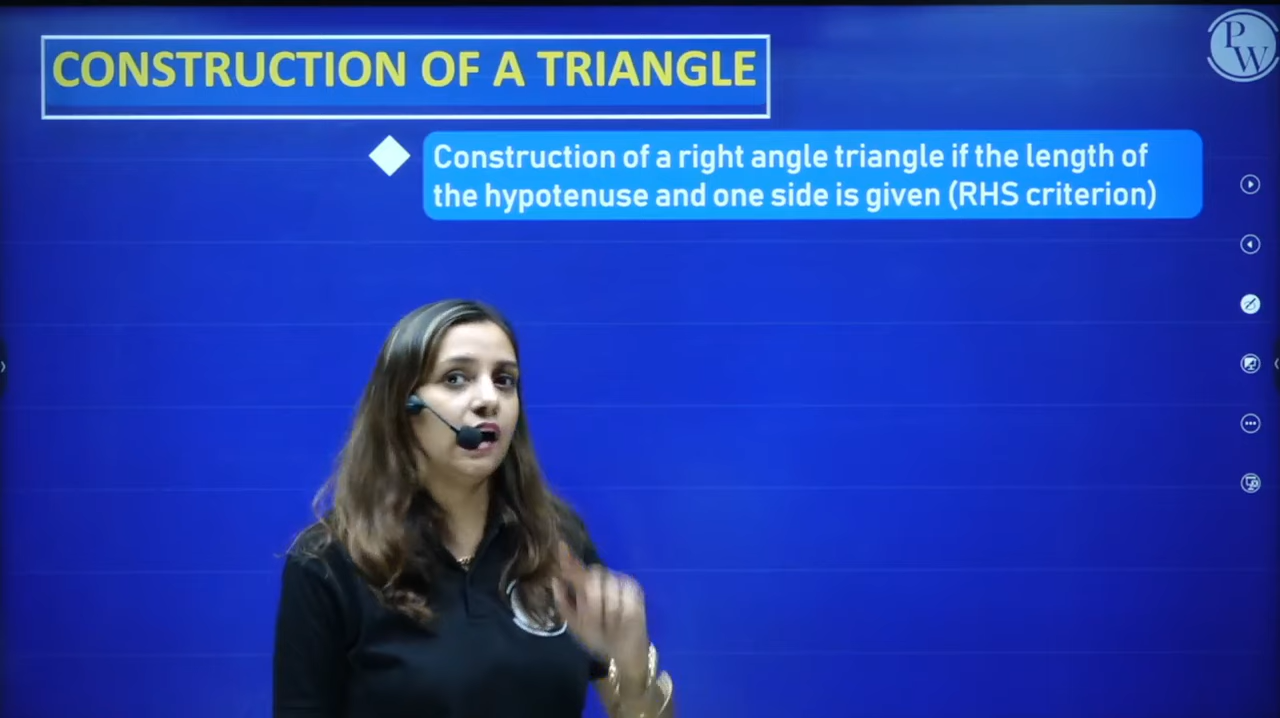 CONSTRUCTION OF A TRIANGLE
PW
Construction of a right angle triangle if the length of
the hypotenuse and one side is given (RHS criterion)